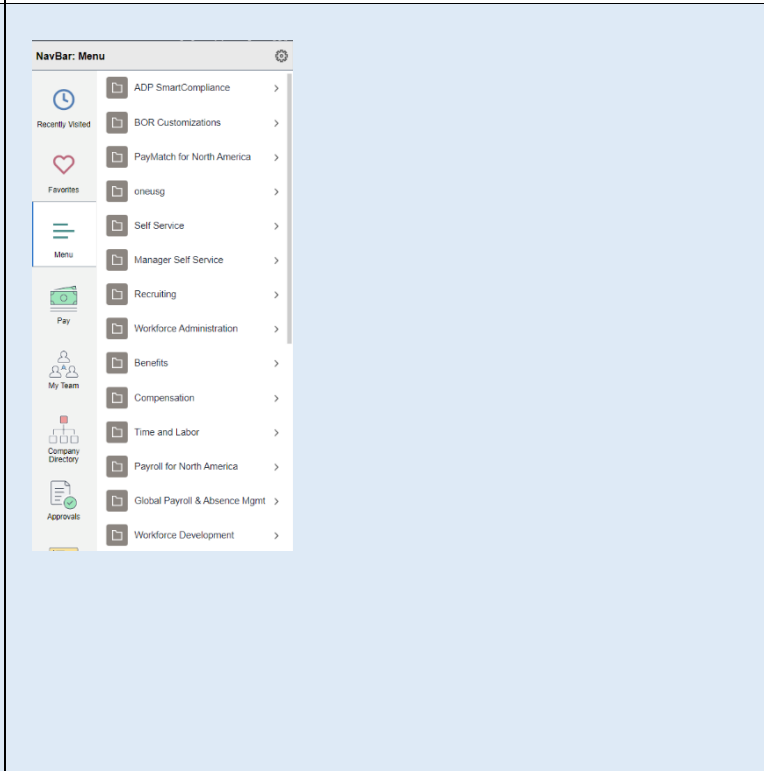 NavBar: Menu
Recently Visited
Favorites
Menu
Pay
My Team
Company
Directory
Approvals
ADP SmartCompliance
BOR Customizations
PayMatch for North America
oneusg
Self Service
Manager Self Service
Recruiting
Workforce Administration
Benefits
Compensation
Time and Labor
Payroll for North America
Global Payroll & Absence Mgmt
Workforce Development